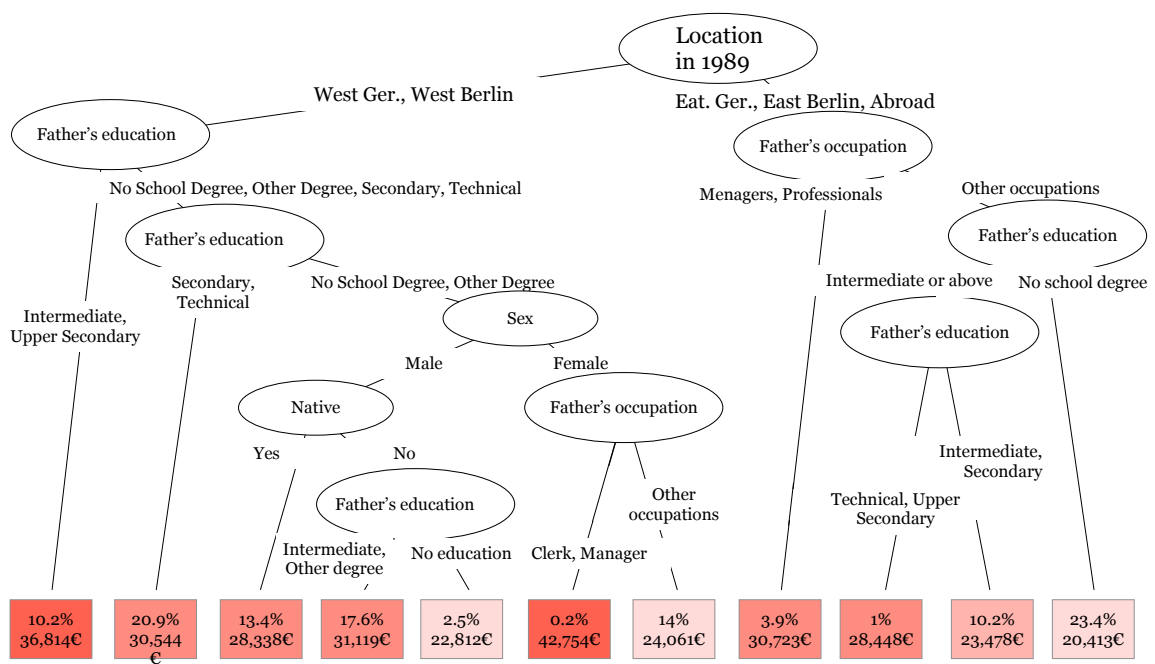 Location
in 1989
West Ger., West Berlin
Eat. Ger., East Berlin, Abroad
Father's education
Father's occupation
No School Degree, Other Degree, Secondary, Technical
Menagers, Professionals
Other occupations
Father's education
Father's education
Secondary,
Technical
No School Degree, Other Degree
Intermediate or above
No school degree
Intermediate,
Upper Secondary
Sex
Father's education
Male
Female
Native
Father's occupation
Yes
No
Intermediate,
Secondary
Father's education
Other
occupations
Technical, Upper
Secondary
Intermediate,
Other degree
No education
Clerk, Manager
10.2%
36,814€
20.9%
30,544
€
13.4%
28,338€
17.6%
31,119€
2.5%
22,812€
0.2%
42,754€
14%
24,061€
3.9%
30,723€
1%
28,448€
10.2%
23,478€
23.4%
20,413€